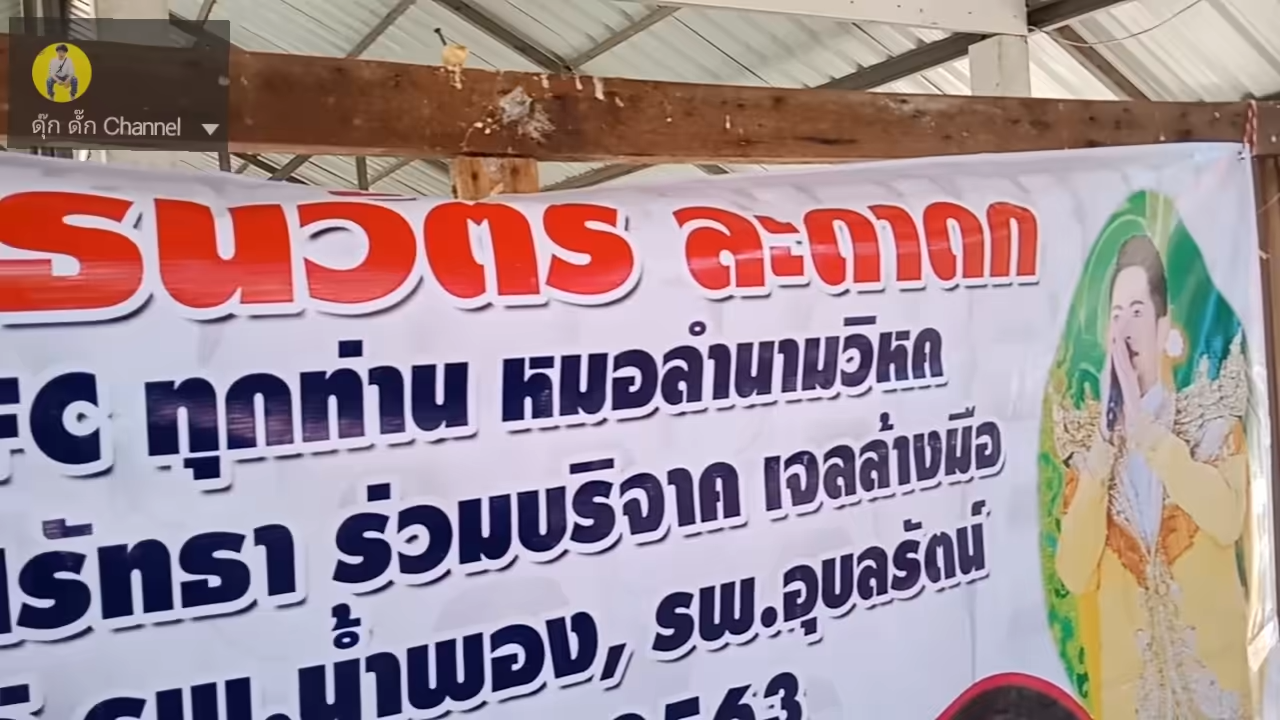 ดุ๊ก ดั๊ก Channel
รนวัตร ละดาดก
FC ทุกท่าน หมอลำนามวิหค
ศรัทธา ร่วมบริจาค เจลล้างมือ
รพ.น้ำพอง, รพ.อุบลรัตน์
2563